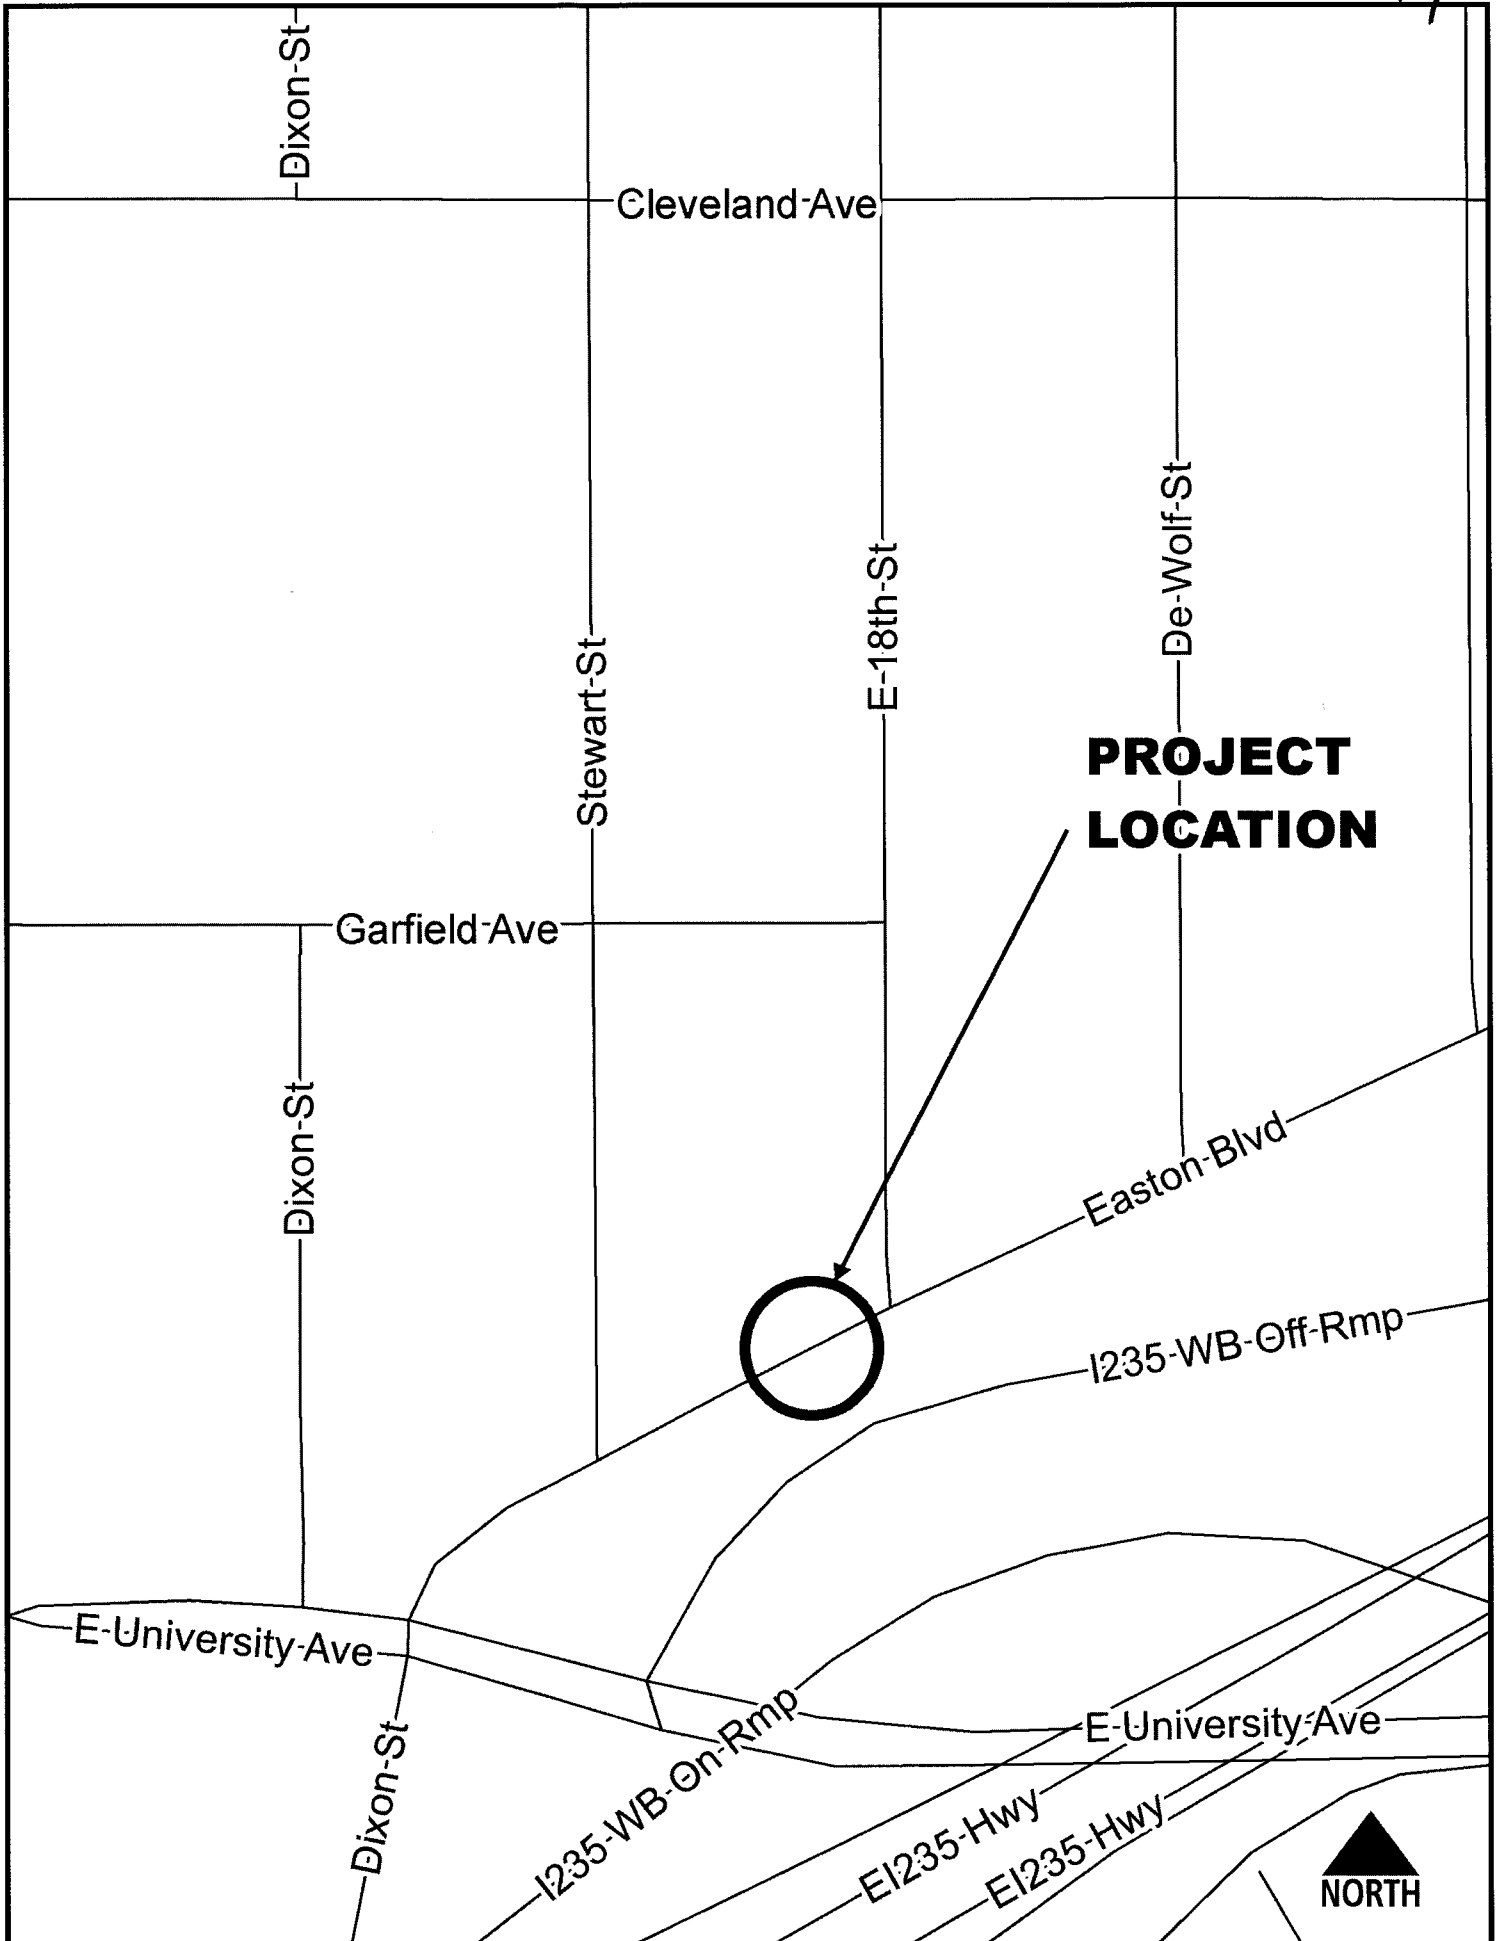 Dixon St
Cleveland Ave
De Wolf St
E 18th St
Stewart St
PROJECT
LOCATION
Garfield Ave
Dixon St
Easton Blvd
I235 WB Off Rmp
E University Ave
E University Ave
I235 WB On Rmp
Dixon St
EI235 Hwy
EI235 Hwy
NORTH